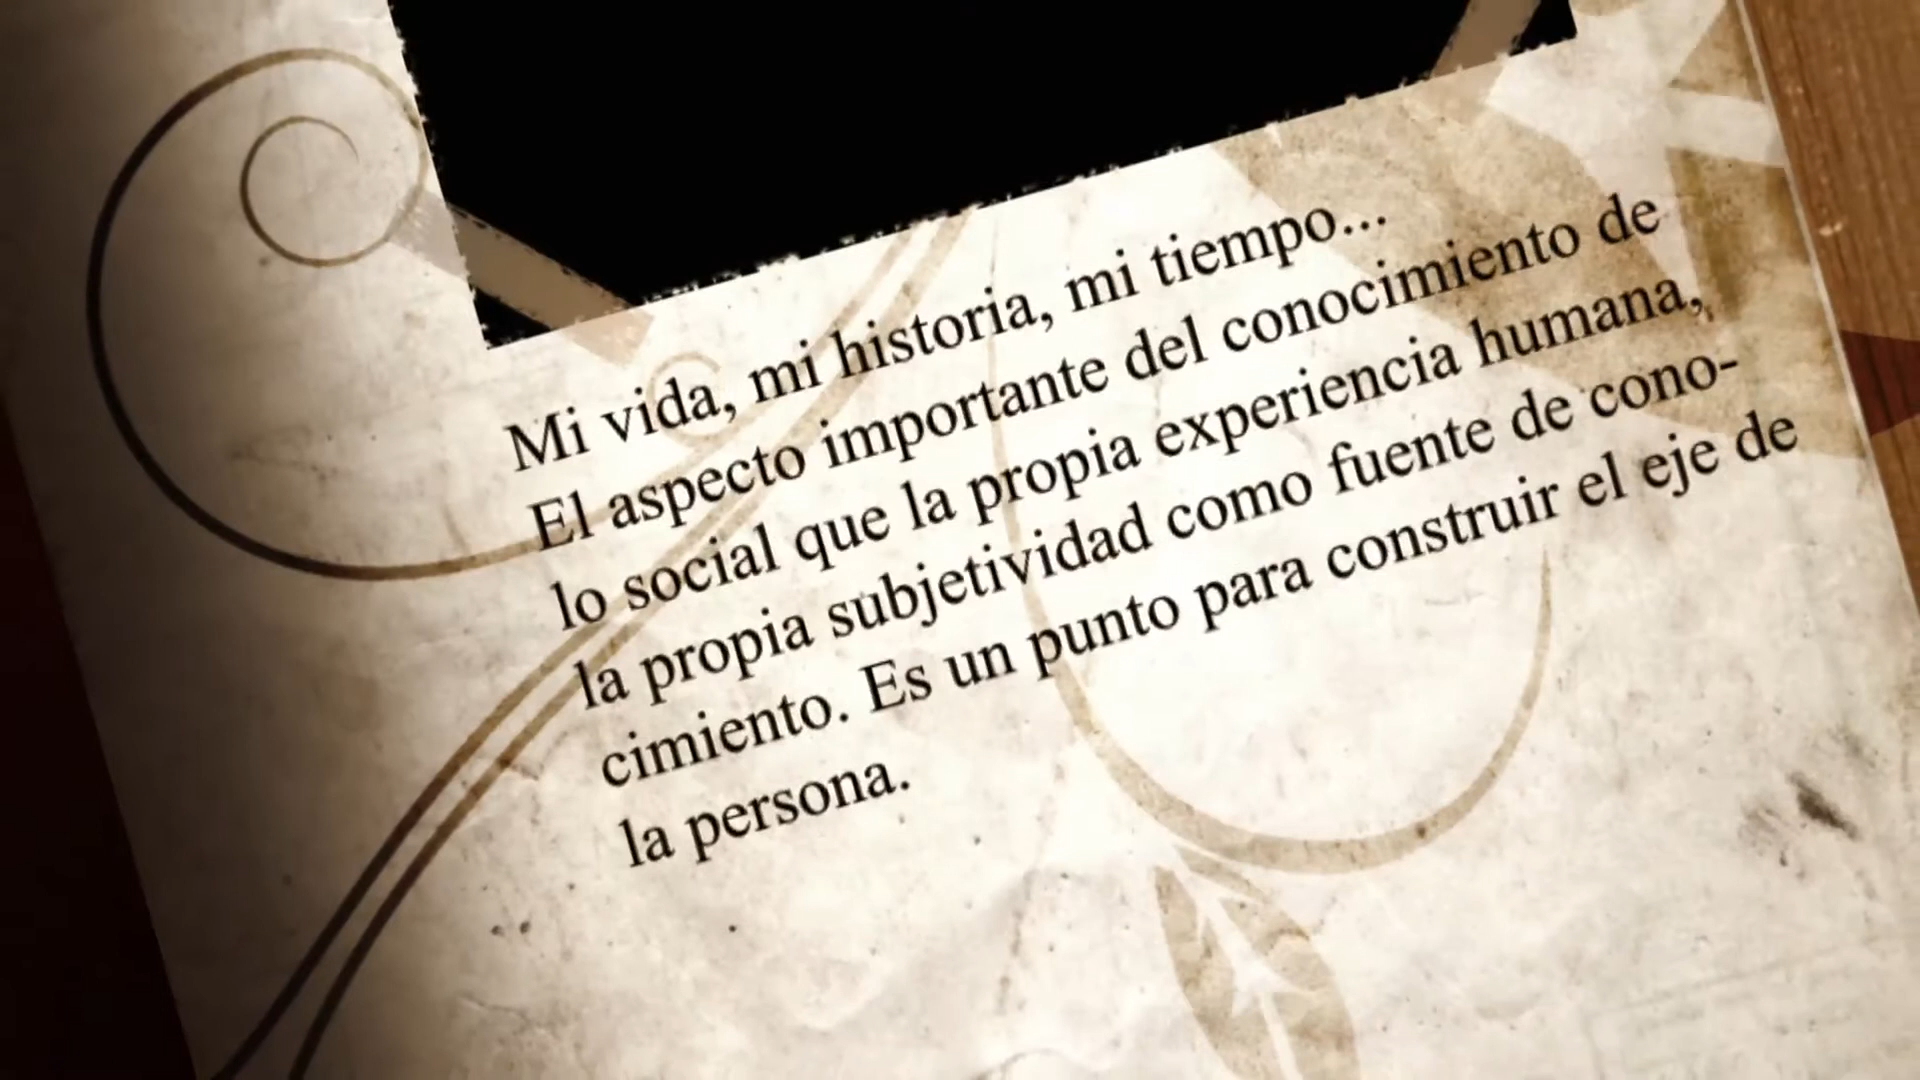 Mi vida, mi historia, mi tiempo...
El aspecto importante del conocimiento de
lo social que la propia experiencia humana,
la propia subjetividad como fuente de cono-
cimiento. Es un punto para construir el eje de
la persona.